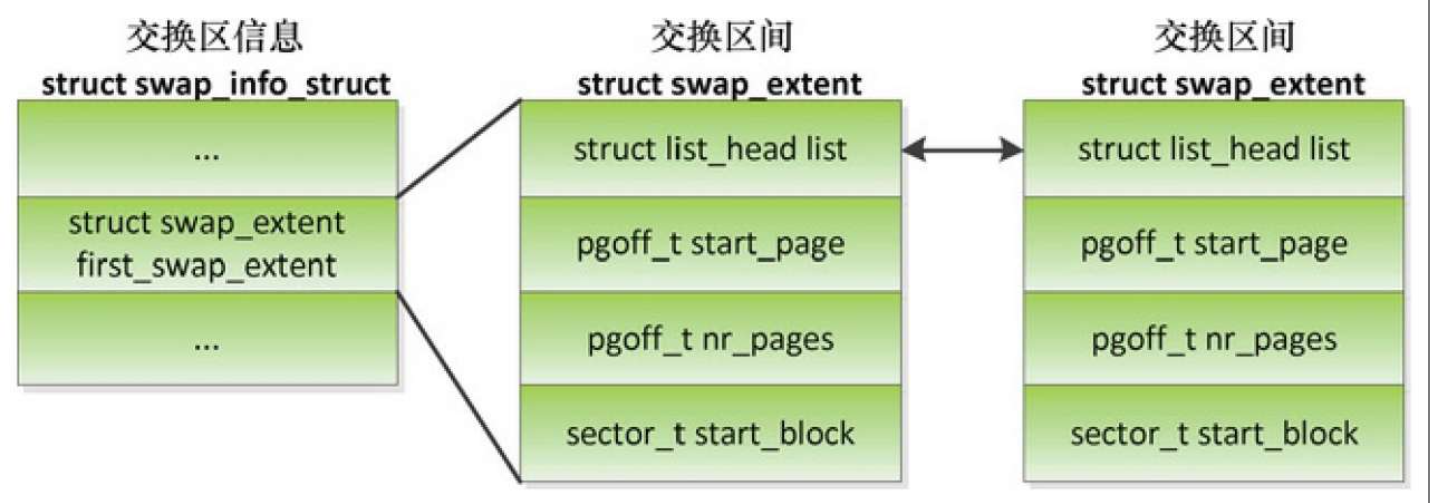 交换区信息
struct swap_info_struct
...
struct swap_extent
first_swap_extent
...
交换区间
struct swap_extent
struct list_head list
pgoff_t start_page
pgoff_t nr_pages
sector_t start_block
交换区间
struct swap_extent
struct list_head list
pgoff_t start_page
pgoff_t nr_pages
sector_t start_block